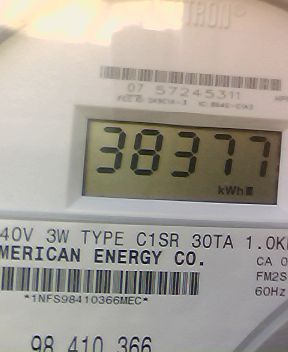 TRON®
07 57245311
38377
kWh
40V 3W TYPE C1SR 30TA 1.0K
MERICAN ENERGY CO.
CA 0
FM2S
*1NFS98410366MEC*
60Hz
98 410 366